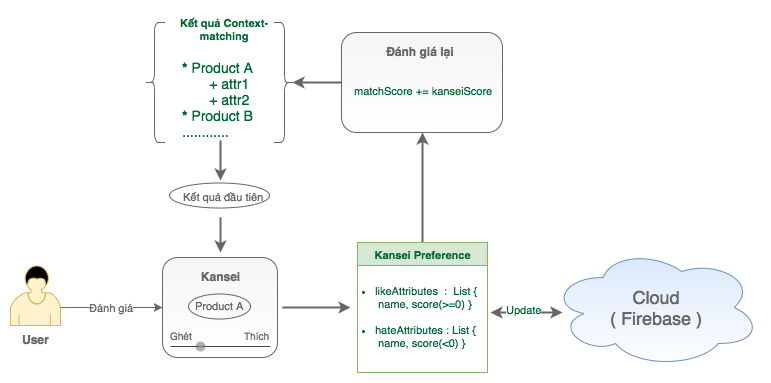 Kết quả Context-
matching
* Product A
+ attr1
+ attr2
* Product B
............
Đánh giá lại
matchScore += kanseiScore
Kết quả đầu tiên
Kansei
Product A
Ghét Thích
Đánh giá
User
Kansei Preference
• likeAttributes : List {
name, score(>=0) }
• hateAttributes : List {
name, score(<0) }
Update
Cloud
( Firebase )